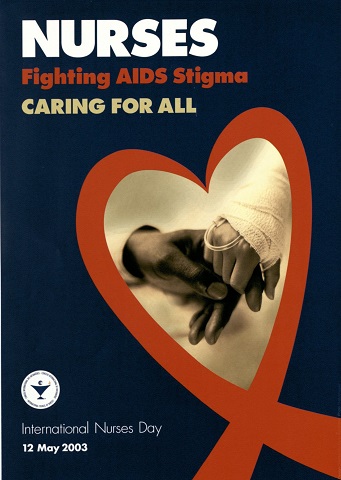 NURSES
Fighting AIDS Stigma
CARING FOR ALL
International Nurses Day
12 May 2003